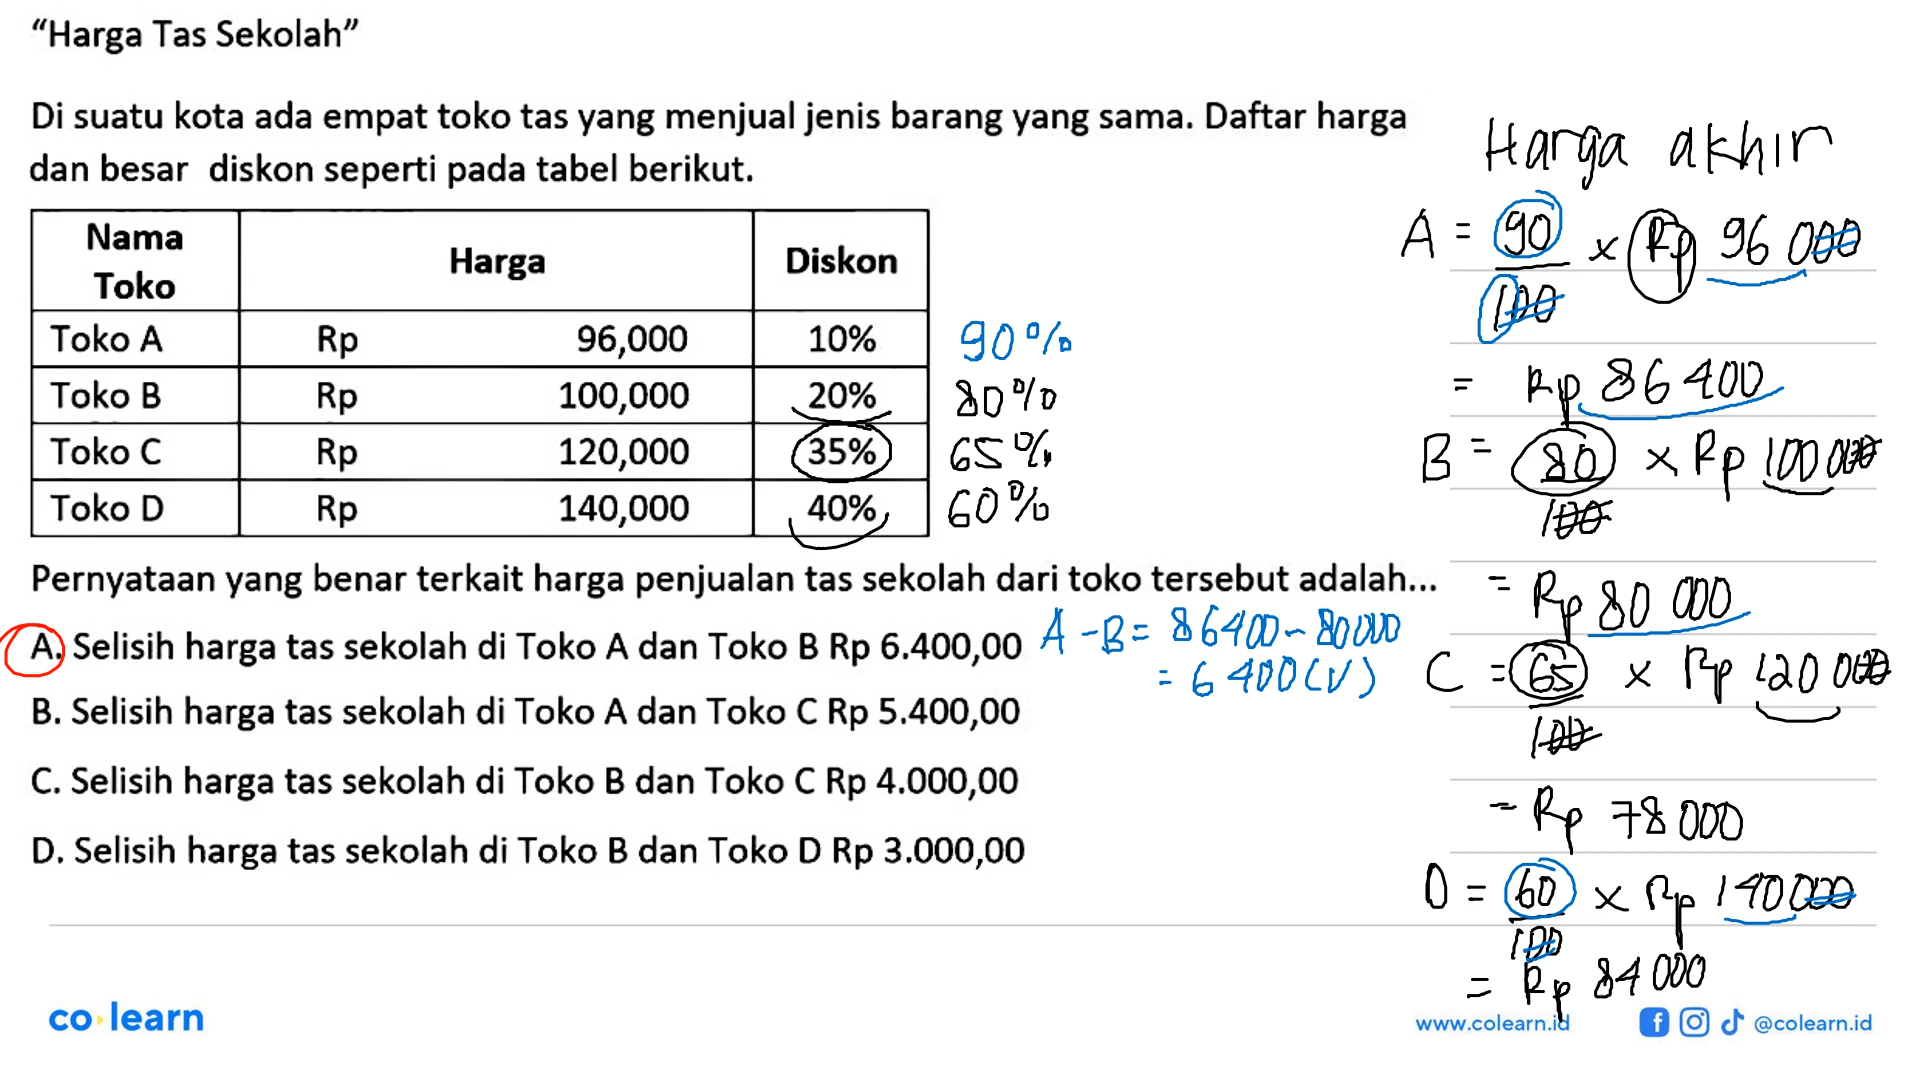 “Harga Tas Sekolah”
Di suatu kota ada empat toko tas yang menjual jenis barang yang sama. Daftar harga
dan besar diskon seperti pada tabel berikut.
Nama Toko Harga Diskon
Toko A Rp 96,000 10% 90%
Toko B Rp 100,000 20% 80%
Toko C Rp 120,000 35% 65%
Toko D Rp 140,000 40% 60%
Pernyataan yang benar terkait harga penjualan tas sekolah dari toko tersebut adalah...
A. Selisih harga tas sekolah di Toko A dan Toko B Rp 6.400,00
A - B = 86400 - 80000
= 6400 (V)
B. Selisih harga tas sekolah di Toko A dan Toko C Rp 5.400,00
C. Selisih harga tas sekolah di Toko B dan Toko C Rp 4.000,00
D. Selisih harga tas sekolah di Toko B dan Toko D Rp 3.000,00
Harga akhir
A = 90/100 x Rp 96 000
= Rp 86 400
B = 80/100 x Rp 100 000
= Rp 80 000
C = 65/100 x Rp 120 000
= Rp 78 000
D = 60/100 x Rp 140 000
= Rp 84 000
co learn
www.colearn.id @colearn.id